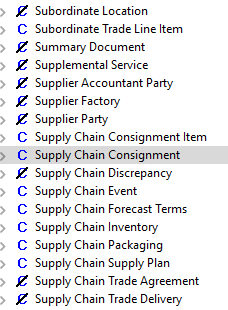 Subordinate Location
Subordinate Trade Line Item
Summary Document
Supplemental Service
Supplier Accountant Party
Supplier Factory
Supplier Party
Supply Chain Consignment Item
Supply Chain Consignment
Supply Chain Discrepancy
Supply Chain Event
Supply Chain Forecast Terms
Supply Chain Inventory
Supply Chain Packaging
Supply Chain Supply Plan
Supply Chain Trade Agreement
Supply Chain Trade Delivery